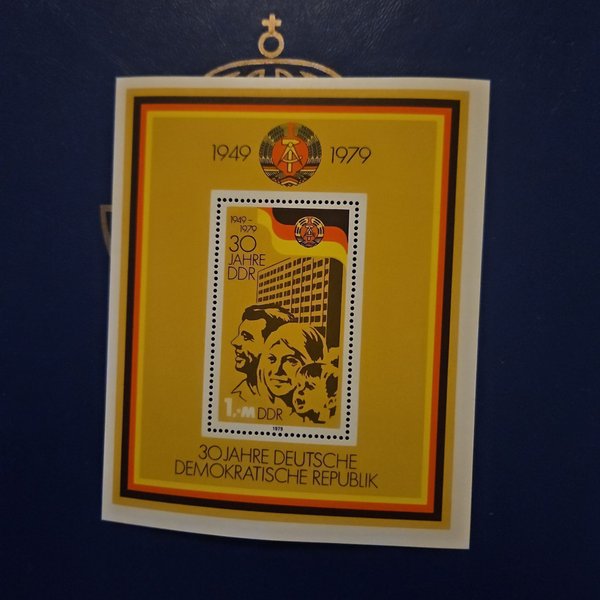 1949 1979
1949-
1979
30
JAHRE
DDR
1,-M DDR
1979
30 JAHRE DEUTSCHE
DEMOKRATISCHE REPUBLIK